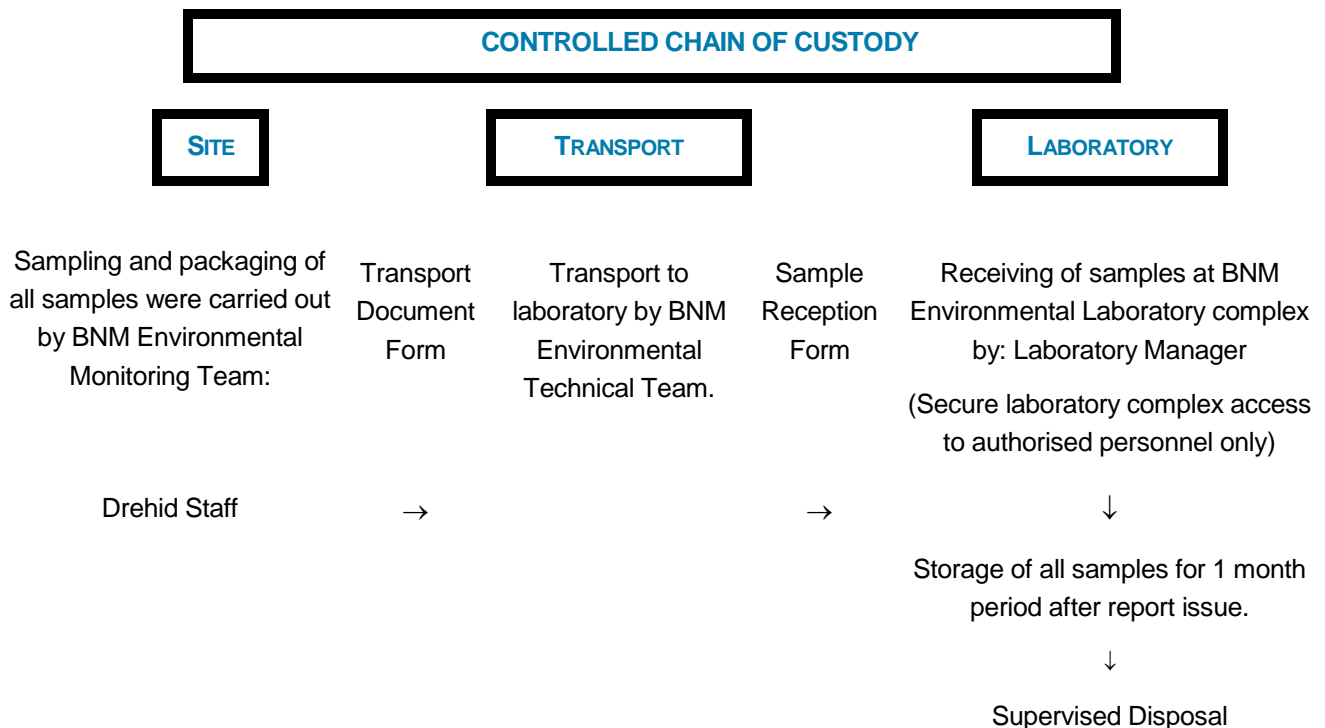 CONTROLLED CHAIN OF CUSTODY
SITE
TRANSPORT
LABORATORY
Sampling and packaging of
all samples were carried out
by BNM Environmental
Monitoring Team:
Transport
Document
Form
Transport to
laboratory by BNM
Environmental
Technical Team.
Sample
Reception
Form
Receiving of samples at BNM
Environmental Laboratory complex
by: Laboratory Manager
(Secure laboratory complex access
to authorised personnel only)
Drehid Staff
→
→
↓
Storage of all samples for 1 month
period after report issue.
↓
Supervised Disposal